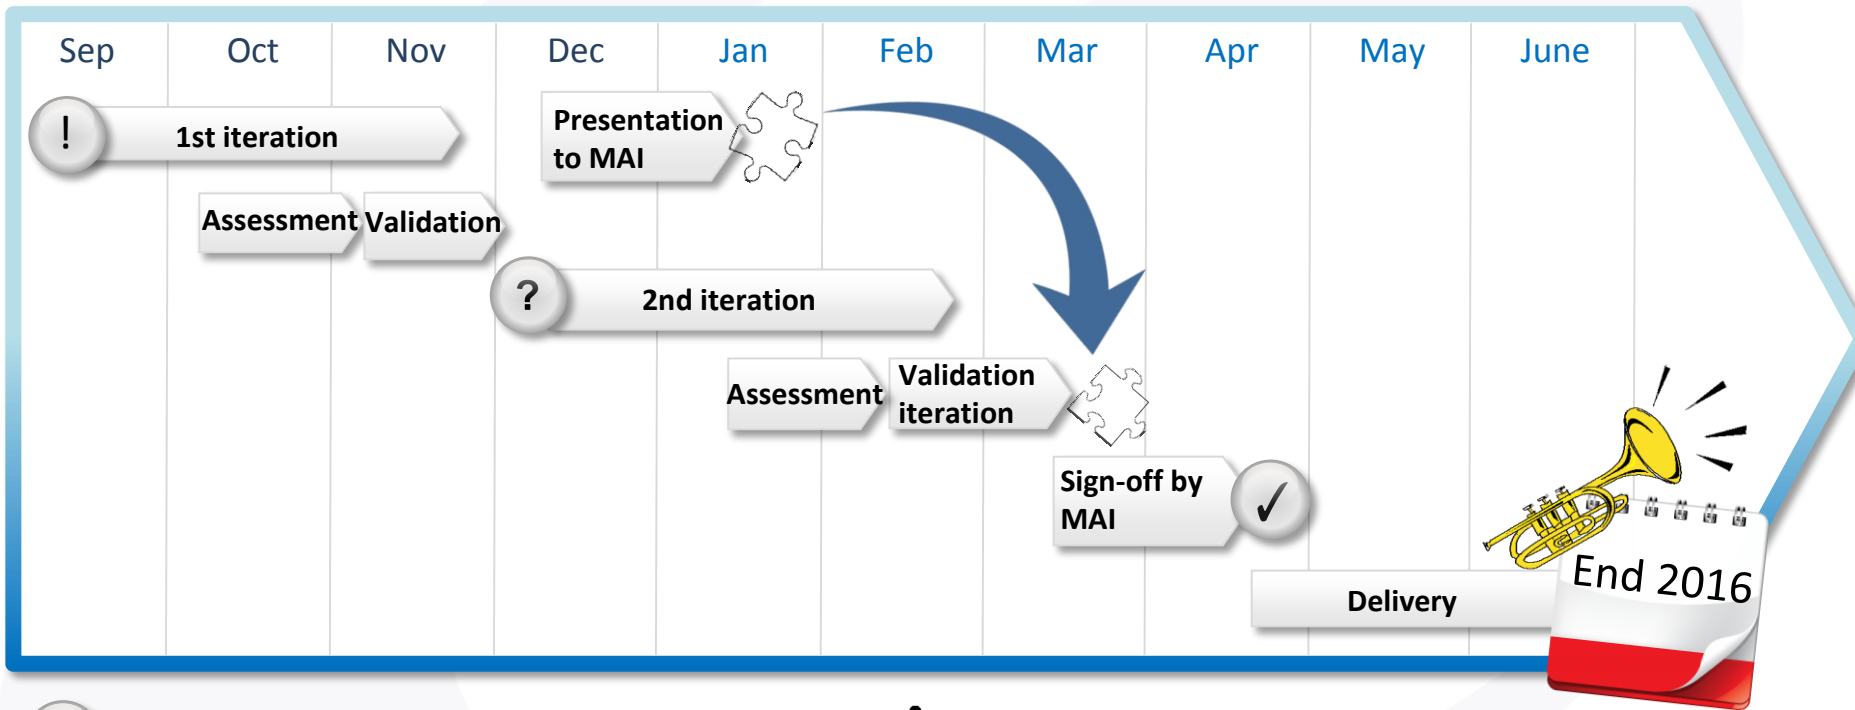 Sep Oct Nov Dec Jan Feb Mar Apr May June
!
1st iteration
Presentation
to MAI
Assessment
Validation
?
2nd iteration
Assessment
Validation
iteration
Sign-off by
MAI
✓
Delivery
End 2016